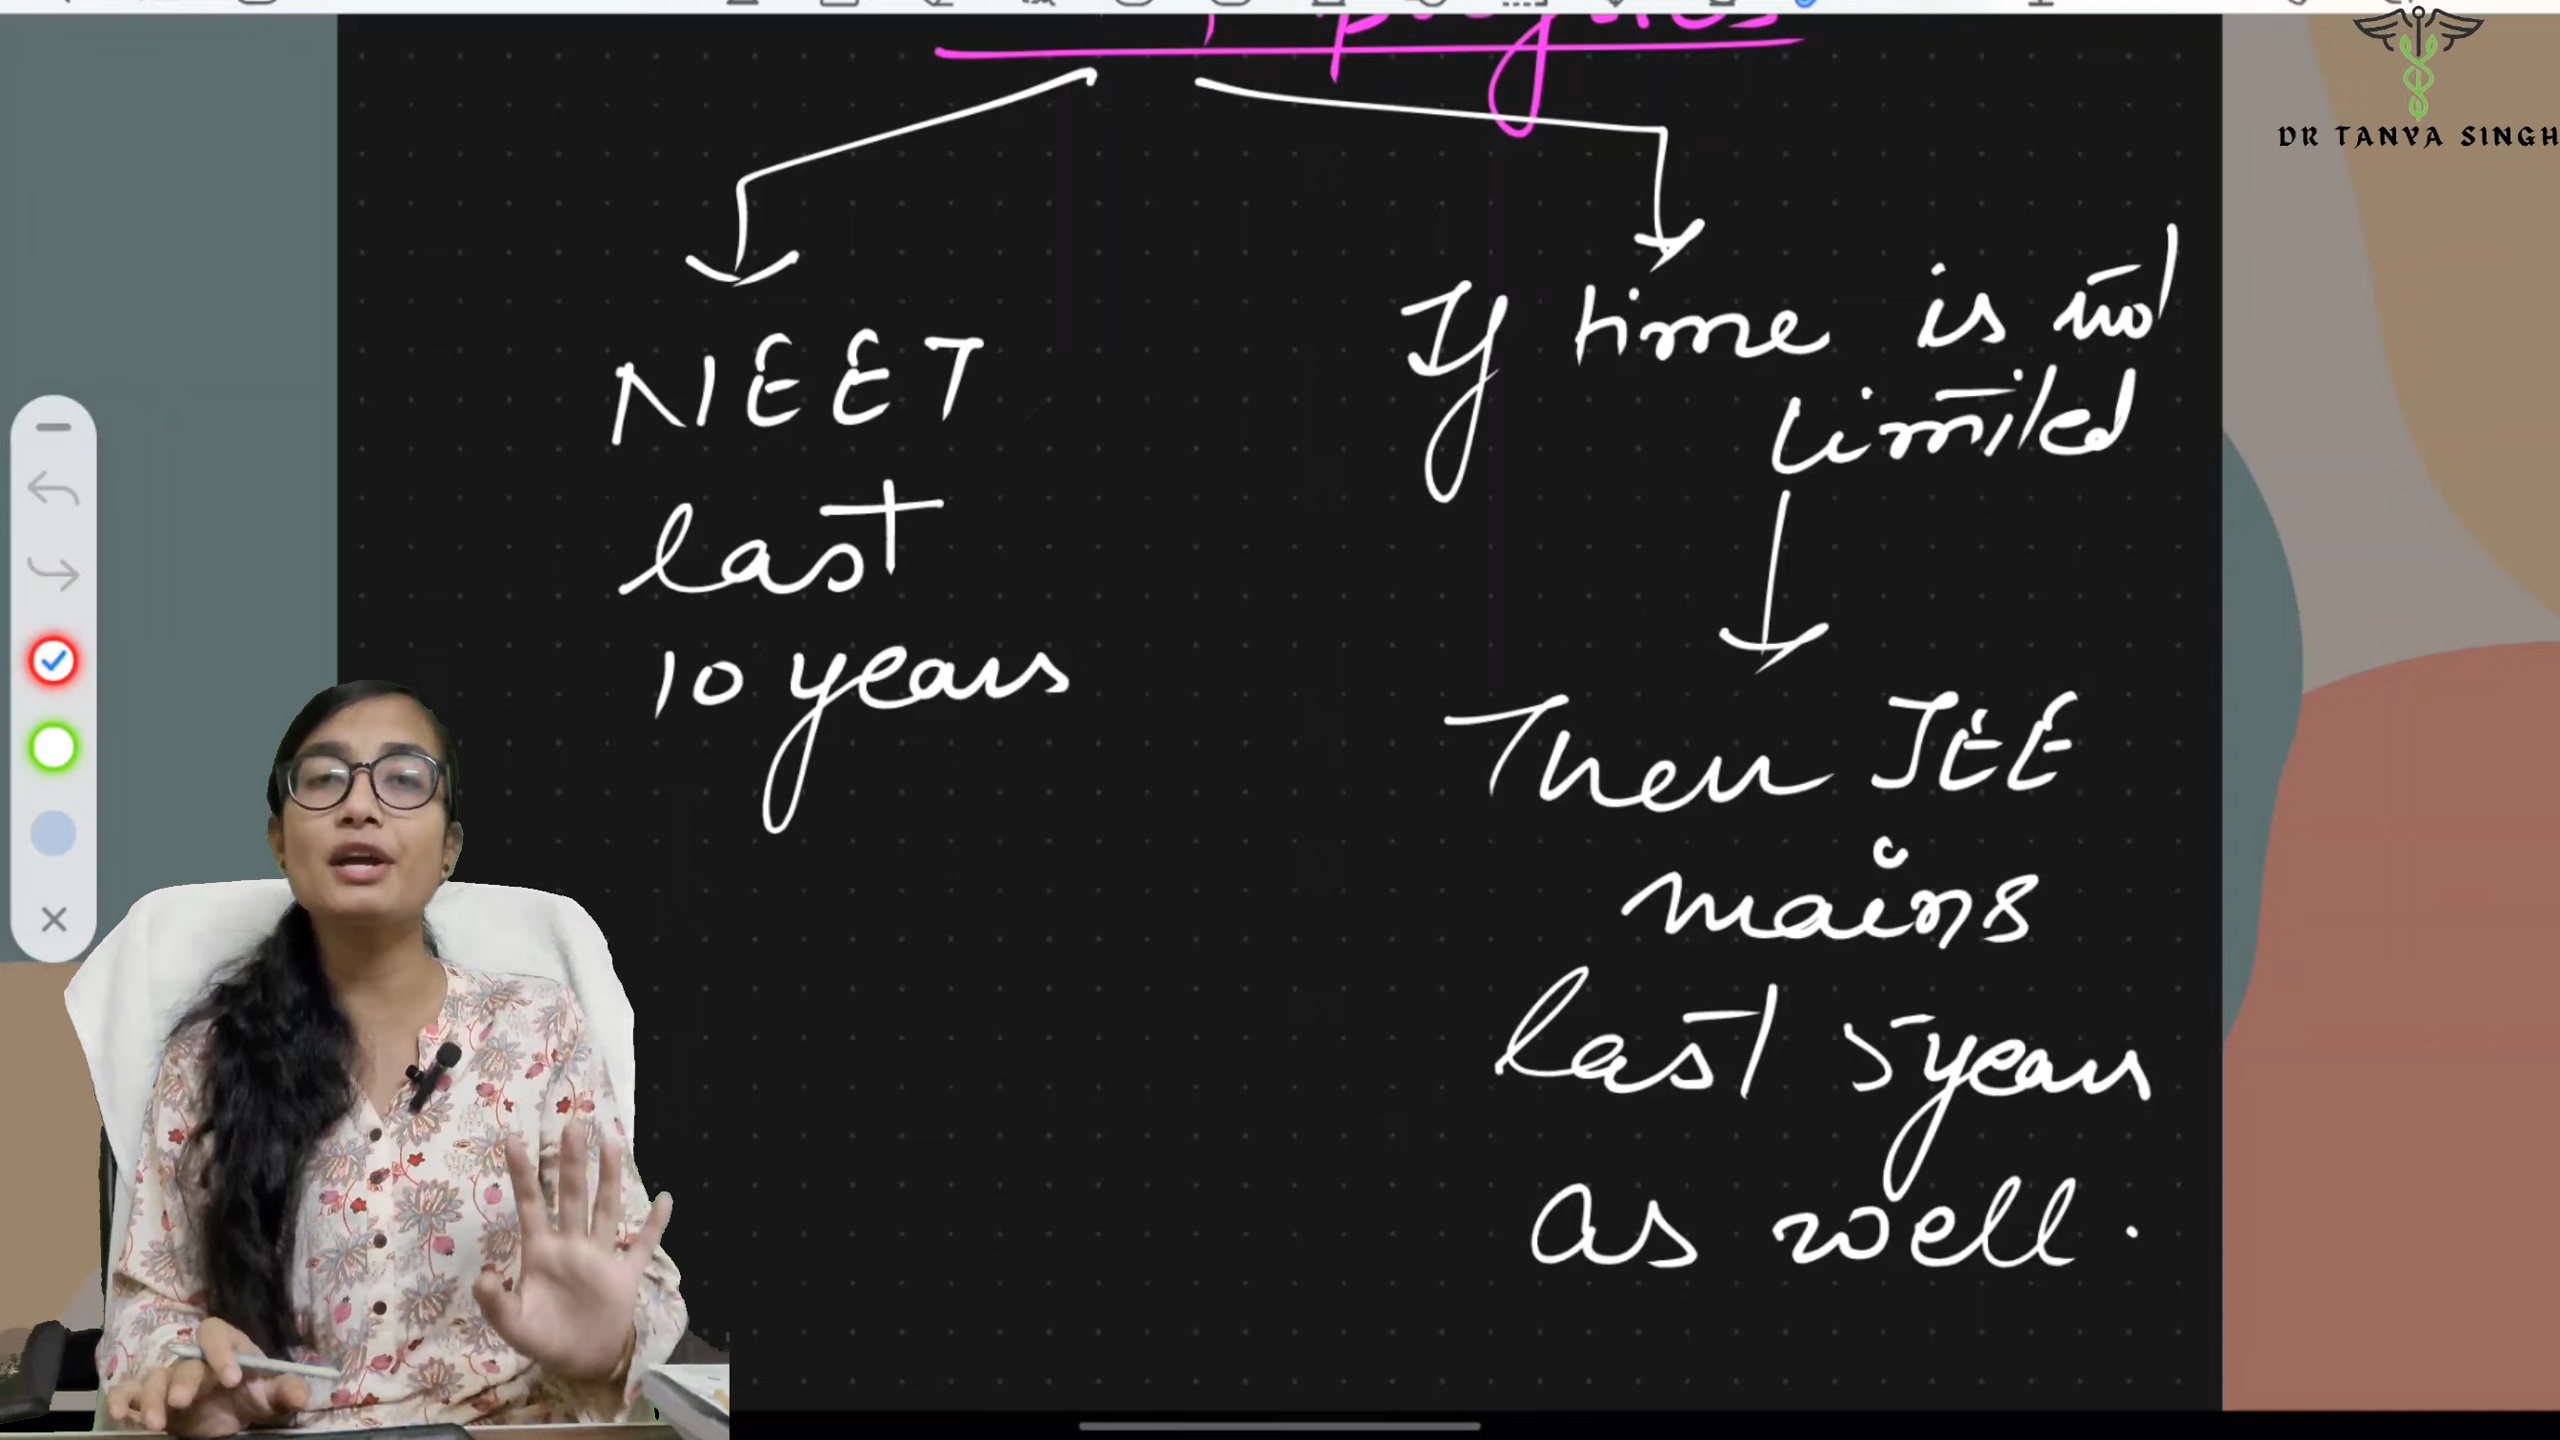 DR TANYA SINGH
NEET
last
10 years
If time is not
limited
Then JEE
mains
last 5 years
as well.